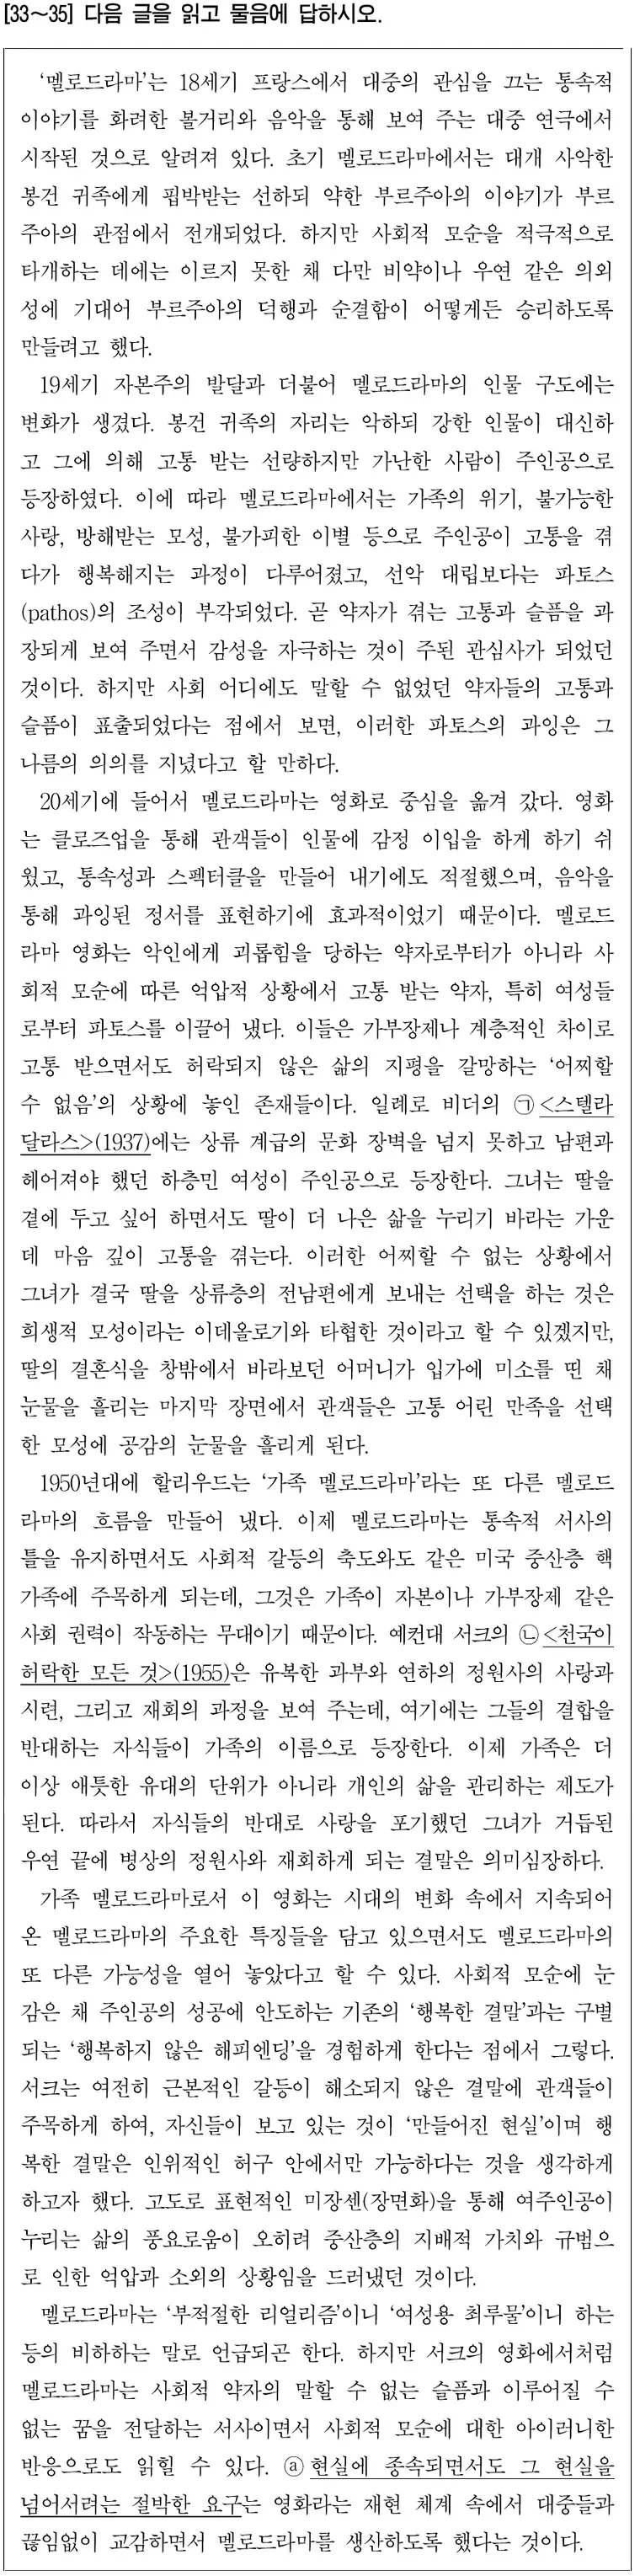 [33～35] 다음 글을 읽고 물음에 답하시오.
‘멜로드라마’는 18세기 프랑스에서 대중의 관심을 끄는 통속적
이야기를 화려한 볼거리와 음악을 통해 보여 주는 대중 연극에서
시작된 것으로 알려져 있다. 초기 멜로드라마에서는 대개 사악한
봉건 귀족에게 핍박받는 선하되 약한 부르주아의 이야기가 부르
주아의 관점에서 전개되었다. 하지만 사회적 모순을 적극적으로
타개하는 데에는 이르지 못한 채 다만 비약이나 우연 같은 의외
성에 기대어 부르주아의 덕행과 순결함이 어떻게든 승리하도록
만들려고 했다.
19세기 자본주의 발달과 더불어 멜로드라마의 인물 구도에는
변화가 생겼다. 봉건 귀족의 자리는 악하되 강한 인물이 대신하
고 그에 의해 고통 받는 선량하지만 가난한 사람이 주인공으로
등장하였다. 이에 따라 멜로드라마에서는 가족의 위기, 불가능한
사랑, 방해받는 모성, 불가피한 이별 등으로 주인공이 고통을 겪
다가 행복해지는 과정이 다루어졌고, 선악 대립보다는 파토스
(pathos)의 조성이 부각되었다. 곧 약자가 겪는 고통과 슬픔을 과
장되게 보여 주면서 감성을 자극하는 것이 주된 관심사가 되었던
것이다. 하지만 사회 어디에도 말할 수 없었던 약자들의 고통과
슬픔이 표출되었다는 점에서 보면, 이러한 파토스의 과잉은 그
나름의 의의를 지녔다고 할 만하다.
20세기에 들어서 멜로드라마는 영화로 중심을 옮겨 갔다. 영화
는 클로즈업을 통해 관객들이 인물에 감정 이입을 하게 하기 쉬
웠고, 통속성과 스펙터클을 만들어 내기에도 적절했으며, 음악을
통해 과잉된 정서를 표현하기에 효과적이었기 때문이다. 멜로드
라마 영화는 악인에게 괴롭힘을 당하는 약자로부터가 아니라 사
회적 모순에 따른 억압적 상황에서 고통 받는 약자, 특히 여성들
로부터 파토스를 이끌어 냈다. 이들은 가부장제나 계층적인 차이로
고통 받으면서도 허락되지 않은 삶의 지평을 갈망하는 ‘어찌할
수 없음’의 상황에 놓인 존재들이다. 일례로 비더의 ㉠<스텔라
달라스>(1937)에는 상류 계급의 문화 장벽을 넘지 못하고 남편과
헤어져야 했던 하층민 여성이 주인공으로 등장한다. 그녀는 딸을
곁에 두고 싶어 하면서도 딸이 더 나은 삶을 누리기 바라는 가운
데 마음 깊이 고통을 겪는다. 이러한 어찌할 수 없는 상황에서
그녀가 결국 딸을 상류층의 전남편에게 보내는 선택을 하는 것은
희생적 모성이라는 이데올로기와 타협한 것이라고 할 수 있겠지만,
딸의 결혼식을 창밖에서 바라보던 어머니가 입가에 미소를 띤 채
눈물을 흘리는 마지막 장면에서 관객들은 고통 어린 만족을 선택
한 모성에 공감의 눈물을 흘리게 된다.
1950년대에 할리우드는 ‘가족 멜로드라마’라는 또 다른 멜로드
라마의 흐름을 만들어 냈다. 이제 멜로드라마는 통속적 서사의
틀을 유지하면서도 사회적 갈등의 축도와도 같은 미국 중산층 핵
가족에 주목하게 되는데, 그것은 가족이 자본이나 가부장제 같은
사회 권력이 작동하는 무대이기 때문이다. 예컨대 서크의 ㉡<천국이
허락한 모든 것>(1955)은 유복한 과부와 연하의 정원사의 사랑과
시련, 그리고 재회의 과정을 보여 주는데, 여기에는 그들의 결합을
반대하는 자식들이 가족의 이름으로 등장한다. 이제 가족은 더
이상 애틋한 유대의 단위가 아니라 개인의 삶을 관리하는 제도가
된다. 따라서 자식들의 반대로 사랑을 포기했던 그녀가 거듭된
우연 끝에 병상의 정원사와 재회하게 되는 결말은 의미심장하다.
가족 멜로드라마로서 이 영화는 시대의 변화 속에서 지속되어
온 멜로드라마의 주요한 특징들을 담고 있으면서도 멜로드라마의
또 다른 가능성을 열어 놓았다고 할 수 있다. 사회적 모순에 눈
감은 채 주인공의 성공에 안도하는 기존의 ‘행복한 결말’과는 구별
되는 ‘행복하지 않은 해피엔딩’을 경험하게 한다는 점에서 그렇다.
서크는 여전히 근본적인 갈등이 해소되지 않은 결말에 관객들이
주목하게 하여, 자신들이 보고 있는 것이 ‘만들어진 현실’이며 행
복한 결말은 인위적인 허구 안에서만 가능하다는 것을 생각하게
하고자 했다. 고도로 표현적인 미장센(장면화)을 통해 여주인공이
누리는 삶의 풍요로움이 오히려 중산층의 지배적 가치와 규범으
로 인한 억압과 소외의 상황임을 드러냈던 것이다.
멜로드라마는 ‘부적절한 리얼리즘’이니 ‘여성용 최루물’이니 하는
등의 비하하는 말로 언급되곤 한다. 하지만 서크의 영화에서처럼
멜로드라마는 사회적 약자의 말할 수 없는 슬픔과 이루어질 수
없는 꿈을 전달하는 서사이면서 사회적 모순에 대한 아이러니한
반응으로도 읽힐 수 있다. ⓐ현실에 종속되면서도 그 현실을
넘어서려는 절박한 요구는 영화라는 재현 체계 속에서 대중들과
끊임없이 교감하면서 멜로드라마를 생산하도록 했다는 것이다.